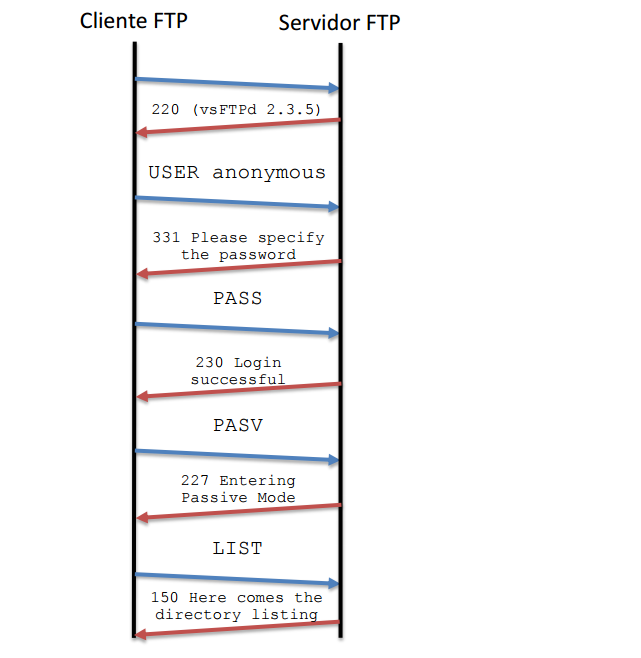 Cliente FTP
Servidor FTP
220 (vsFTPd 2.3.5)
USER anonymous
331 Please specify
the password
PASS
230 Login
successful
PASV
227 Entering
Passive Mode
LIST
150 Here comes the
directory listing